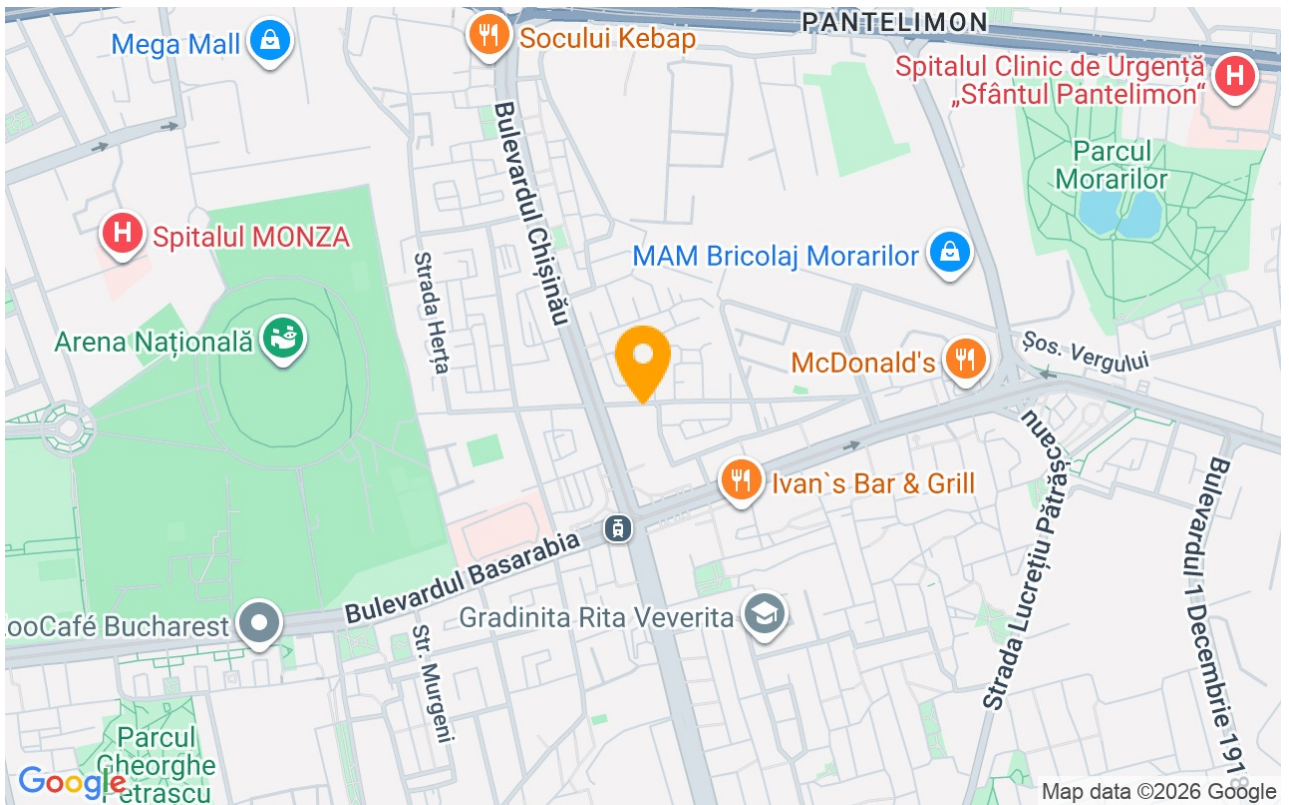 PANTELIMON
Mega Mall
Socului Kebap
Spitalul Clinic de Urgență
„Sfântul Pantelimon“
Bulevardul Chișinău
Parcul
Morarilor
Spitalul MONZA
MAM Bricolaj Morarilor
Strada Herța
Arena Națională
McDonald's
Șos. Vergului
Ivan`s Bar & Grill
Strada Lucrețiu Pătrășcanu
Bulevardul 1 Decembrie 1918
Bulevardul Basarabia
ooCafé Bucharest
Gradinita Rita Veverita
Str. Murgeni
Parcul
Gheorghe
Petrașcu
Google
Map data ©2026 Google